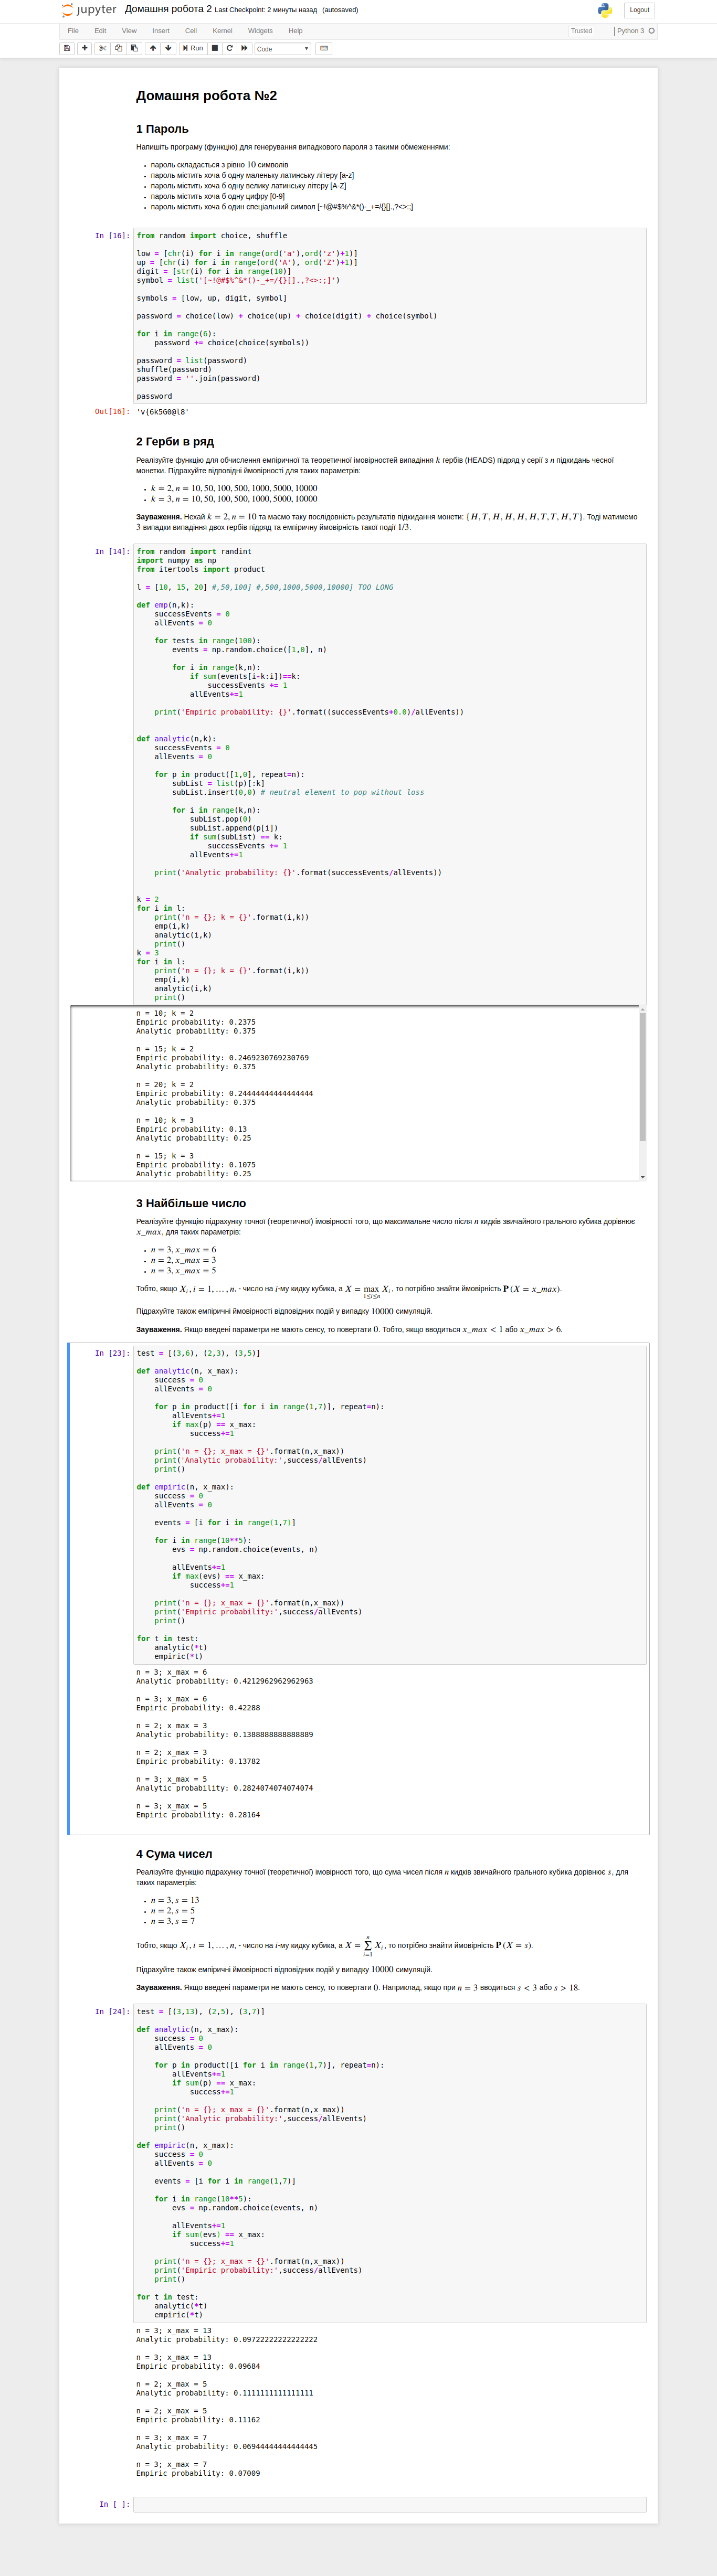 jupyter Домашня робота 2 Last Checkpoint: 2 минуты назад (autosaved)
Logout
File Edit View Insert Cell Kernel Widgets Help
Trusted Python 3
Run Code
Домашня робота №2
1 Пароль
Напишіть програму (функцію) для генерування випадкового пароля з такими обмеженнями:
• пароль складається з рівно 10 символів
• пароль містить хоча б одну маленьку латинську літеру [a-z]
• пароль містить хоча б одну велику латинську літеру [A-Z]
• пароль містить хоча б одну цифру [0-9]
• пароль містить хоча б один спеціальний символ [~!@#$%^&*()-_+=/{}[].,?<>:;]
In [16]:
from random import choice, shuffle
low = [chr(i) for i in range(ord('a'),ord('z')+1)]
up = [chr(i) for i in range(ord('A'), ord('Z')+1)]
digit = [str(i) for i in range(10)]
symbol = list('[~!@#$%^&*()-_+=/{}[].,?<>:;]')
symbols = [low, up, digit, symbol]
password = choice(low) + choice(up) + choice(digit) + choice(symbol)
for i in range(6):
    password += choice(choice(symbols))
password = list(password)
shuffle(password)
password = ''.join(password)
password
Out[16]: 'v{6k5G0@l8'
2 Герби в ряд
Реалізуйте функцію для обчислення емпіричної та теоретичної імовірностей випадіння k гербів (HEADS) підряд у серії з n підкидань чесної
монетки. Підрахуйте відповідні ймовірності для таких параметрів:
• k = 2, n = 10, 50, 100, 500, 1000, 5000, 10000
• k = 3, n = 10, 50, 100, 500, 1000, 5000, 10000
Зауваження. Нехай k = 2, n = 10 та маємо таку послідовність результатів підкидання монети: {H, T, H, H, H, H, T, T, H, T}. Тоді матимемо
3 випадки випадіння двох гербів підряд та емпіричну ймовірність такої події 1/3.
In [14]:
from random import randint
import numpy as np
from itertools import product
l = [10, 15, 20] #,50,100] #,500,1000,5000,10000] TOO LONG
def emp(n,k):
    successEvents = 0
    allEvents = 0
    for tests in range(100):
        events = np.random.choice([1,0], n)
        for i in range(k,n):
            if sum(events[i-k:i])==k:
                successEvents += 1
            allEvents+=1
    print('Empiric probability: {}'.format((successEvents+0.0)/allEvents))
def analytic(n,k):
    successEvents = 0
    allEvents = 0
    for p in product([1,0], repeat=n):
        subList = list(p)[:k]
        subList.insert(0,0) # neutral element to pop without loss
        for i in range(k,n):
            subList.pop(0)
            subList.append(p[i])
            if sum(subList) == k:
                successEvents += 1
            allEvents+=1
    print('Analytic probability: {}'.format(successEvents/allEvents))
k = 2
for i in l:
    print('n = {}; k = {}'.format(i,k))
    emp(i,k)
    analytic(i,k)
    print()
k = 3
for i in l:
    print('n = {}; k = {}'.format(i,k))
    emp(i,k)
    analytic(i,k)
    print()
n = 10; k = 2
Empiric probability: 0.2375
Analytic probability: 0.375
n = 15; k = 2
Empiric probability: 0.2469230769230769
Analytic probability: 0.375
n = 20; k = 2
Empiric probability: 0.24444444444444444
Analytic probability: 0.375
n = 10; k = 3
Empiric probability: 0.13
Analytic probability: 0.25
n = 15; k = 3
Empiric probability: 0.1075
Analytic probability: 0.25
3 Найбільше число
Реалізуйте функцію підрахунку точної (теоретичної) імовірності того, що максимальне число після n кидків звичайного грального кубика дорівнює
x_max, для таких параметрів:
• n = 3, x_max = 6
• n = 2, x_max = 3
• n = 3, x_max = 5
Тобто, якщо Xᵢ, i = 1, … , n, - число на i-му кидку кубика, а X = max Xᵢ, то потрібно знайти ймовірність P (X = x_max).
1≤i≤n
Підрахуйте також емпіричні ймовірності відповідних подій у випадку 10000 симуляцій.
Зауваження. Якщо введені параметри не мають сенсу, то повертати 0. Тобто, якщо вводиться x_max < 1 або x_max > 6.
In [23]:
test = [(3,6), (2,3), (3,5)]
def analytic(n, x_max):
    success = 0
    allEvents = 0
    for p in product([i for i in range(1,7)], repeat=n):
        allEvents+=1
        if max(p) == x_max:
            success+=1
    print('n = {}; x_max = {}'.format(n,x_max))
    print('Analytic probability:',success/allEvents)
    print()
def empiric(n, x_max):
    success = 0
    allEvents = 0
    events = [i for i in range(1,7)]
    for i in range(10**5):
        evs = np.random.choice(events, n)
        allEvents+=1
        if max(evs) == x_max:
            success+=1
    print('n = {}; x_max = {}'.format(n,x_max))
    print('Empiric probability:',success/allEvents)
    print()
for t in test:
    analytic(*t)
    empiric(*t)
n = 3; x_max = 6
Analytic probability: 0.4212962962962963
n = 3; x_max = 6
Empiric probability: 0.42288
n = 2; x_max = 3
Analytic probability: 0.1388888888888889
n = 2; x_max = 3
Empiric probability: 0.13782
n = 3; x_max = 5
Analytic probability: 0.2824074074074074
n = 3; x_max = 5
Empiric probability: 0.28164
4 Сума чисел
Реалізуйте функцію підрахунку точної (теоретичної) імовірності того, що сума чисел після n кидків звичайного грального кубика дорівнює s, для
таких параметрів:
• n = 3, s = 13
• n = 2, s = 5
• n = 3, s = 7
Тобто, якщо Xᵢ, i = 1, … , n, - число на i-му кидку кубика, а X = ∑ⁿᵢ₌₁ Xᵢ, то потрібно знайти ймовірність P (X = s).
Підрахуйте також емпіричні ймовірності відповідних подій у випадку 10000 симуляцій.
Зауваження. Якщо введені параметри не мають сенсу, то повертати 0. Наприклад, якщо при n = 3 вводиться s < 3 або s > 18.
In [24]:
test = [(3,13), (2,5), (3,7)]
def analytic(n, x_max):
    success = 0
    allEvents = 0
    for p in product([i for i in range(1,7)], repeat=n):
        allEvents+=1
        if sum(p) == x_max:
            success+=1
    print('n = {}; x_max = {}'.format(n,x_max))
    print('Analytic probability:',success/allEvents)
    print()
def empiric(n, x_max):
    success = 0
    allEvents = 0
    events = [i for i in range(1,7)]
    for i in range(10**5):
        evs = np.random.choice(events, n)
        allEvents+=1
        if sum(evs) == x_max:
            success+=1
    print('n = {}; x_max = {}'.format(n,x_max))
    print('Empiric probability:',success/allEvents)
    print()
for t in test:
    analytic(*t)
    empiric(*t)
n = 3; x_max = 13
Analytic probability: 0.09722222222222222
n = 3; x_max = 13
Empiric probability: 0.09684
n = 2; x_max = 5
Analytic probability: 0.1111111111111111
n = 2; x_max = 5
Empiric probability: 0.11162
n = 3; x_max = 7
Analytic probability: 0.06944444444444445
n = 3; x_max = 7
Empiric probability: 0.07009
In [ ]: